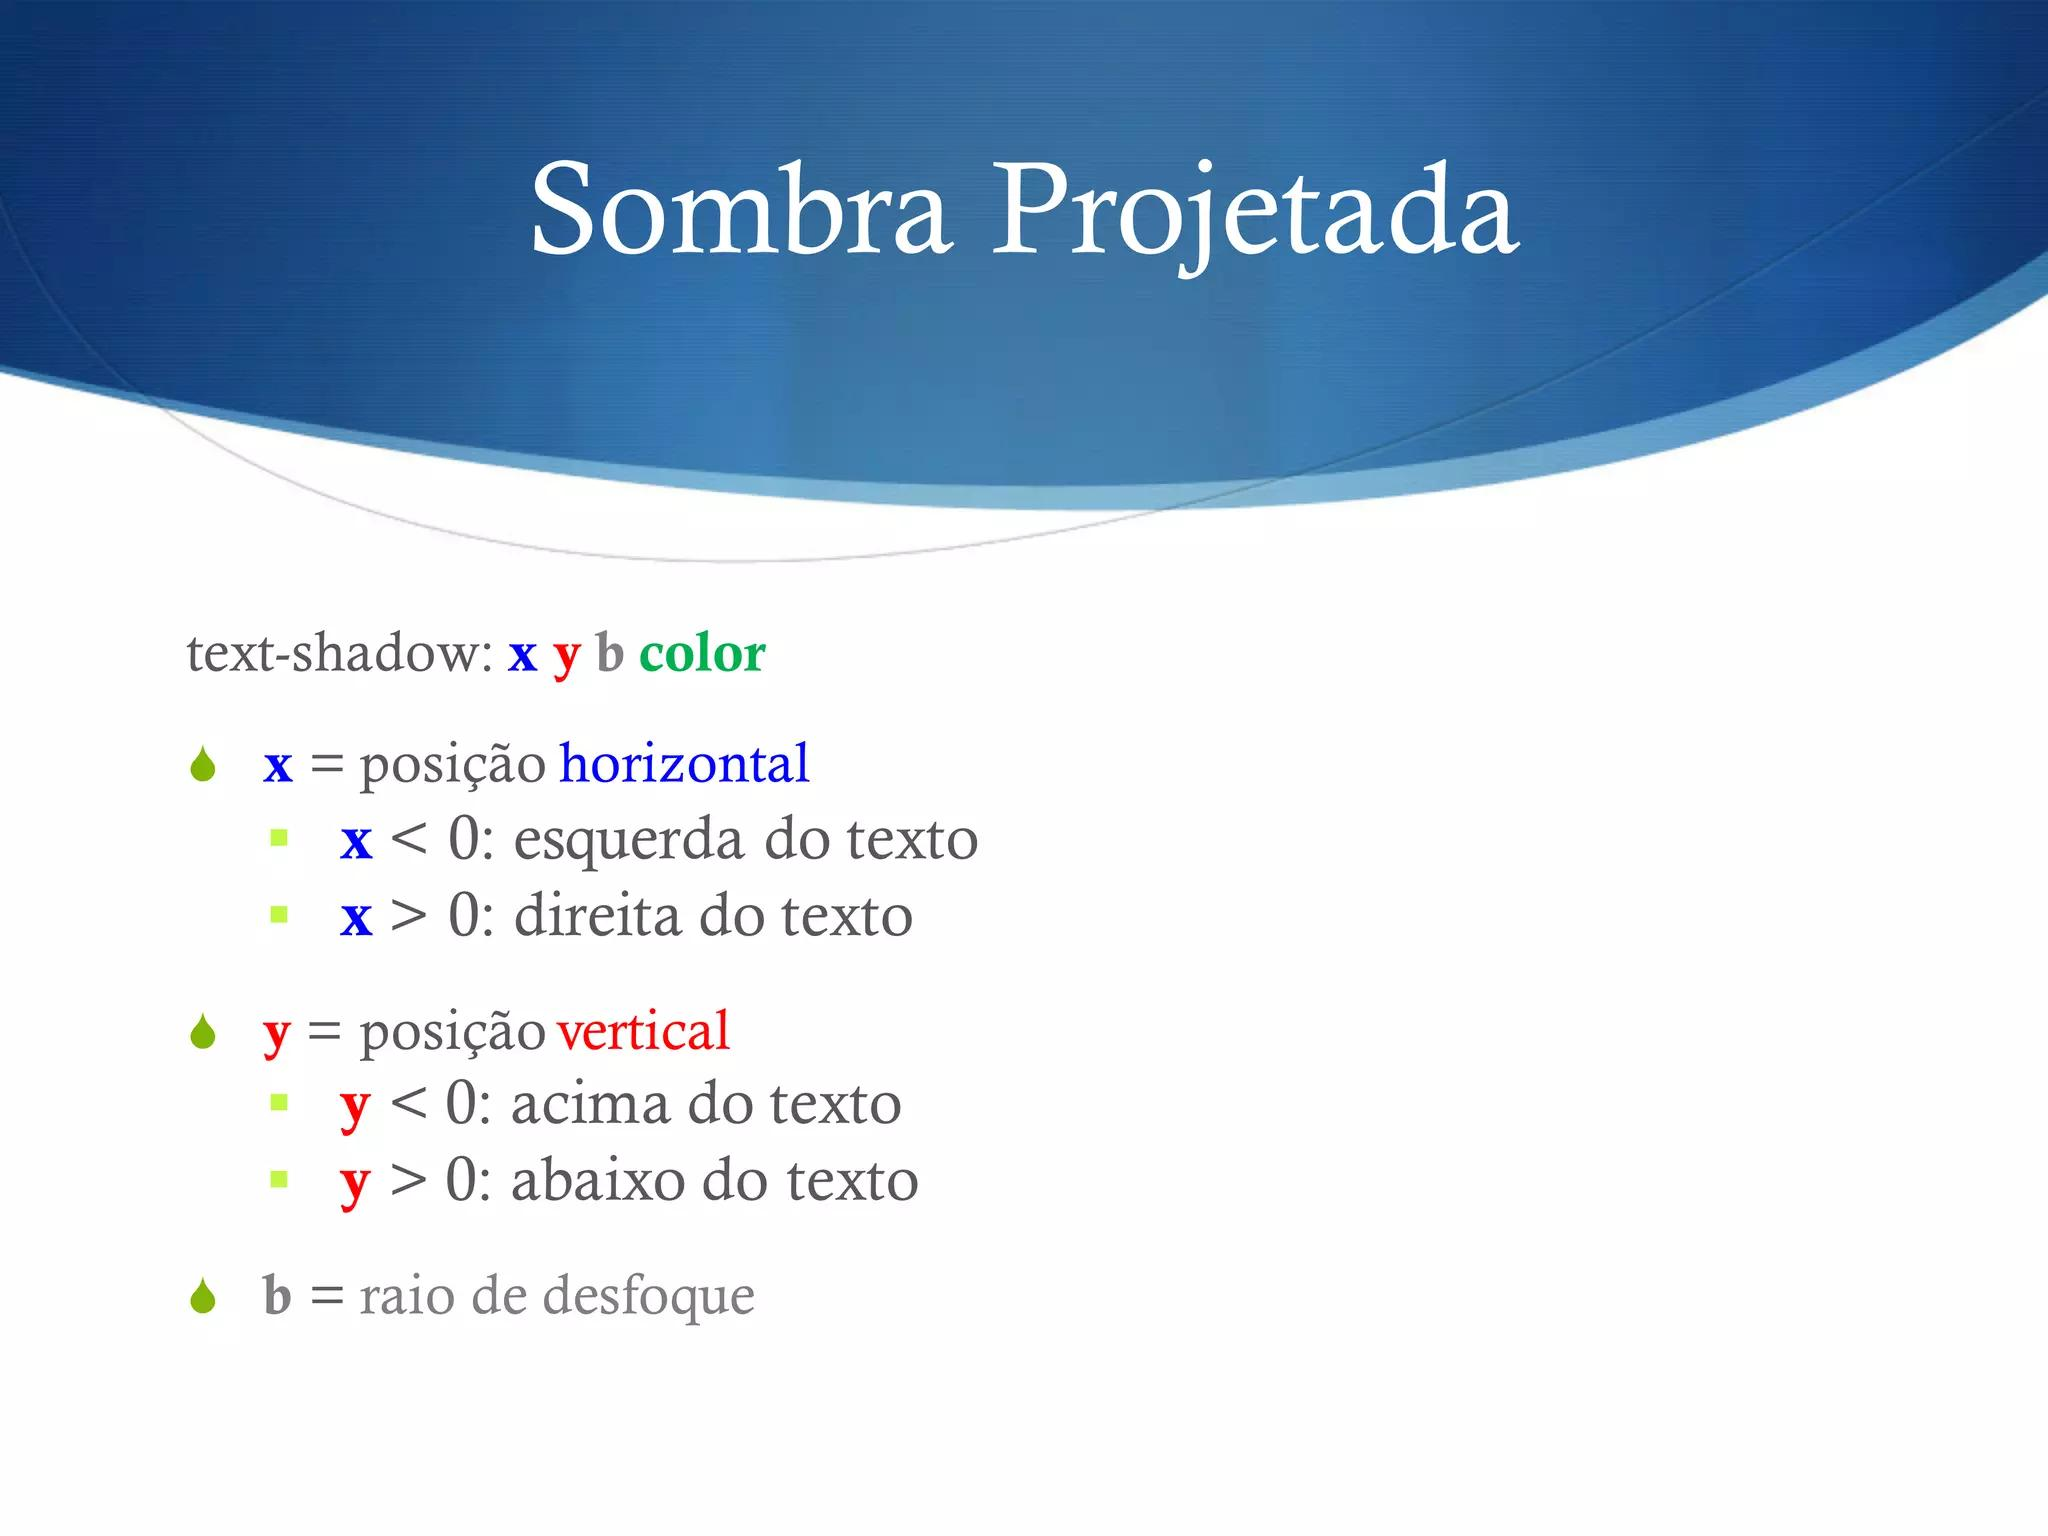 Sombra Projetada
text-shadow: x y b color
x = posição horizontal
x < 0: esquerda do texto
x > 0: direita do texto
y = posição vertical
y < 0: acima do texto
y > 0: abaixo do texto
b = raio de desfoque